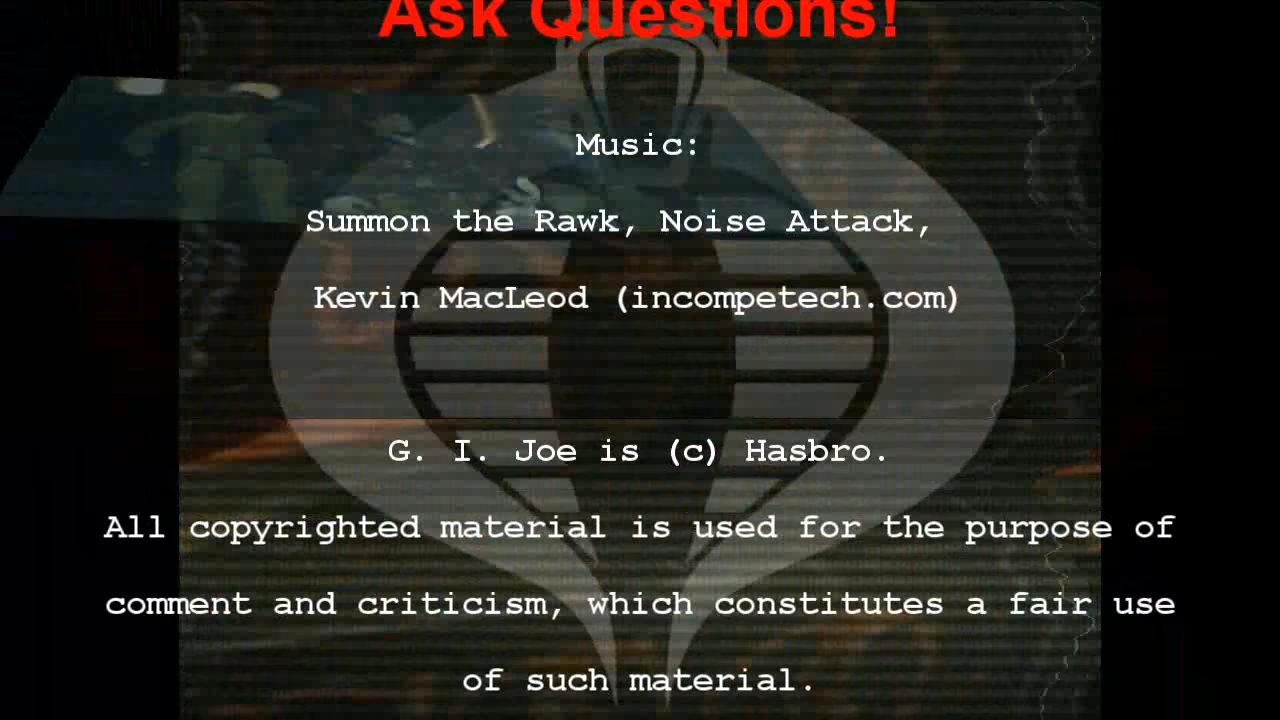 Ask Questions!
Music:
Summon the Rawk, Noise Attack,
Kevin MacLeod (incompetech.com)
G. I. Joe is (c) Hasbro.
All copyrighted material is used for the purpose of
comment and criticism, which constitutes a fair use
of such material.